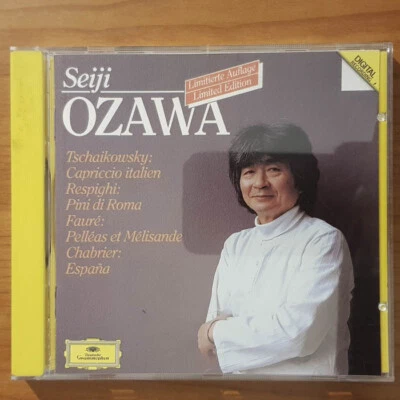 Seiji
OZAWA
Limitierte Auflage
Limited Edition
DIGITAL
RECORDING
Tschaikowsky:
Capriccio italien
Respighi:
Pini di Roma
Fauré:
Pelléas et Mélisande
Chabrier:
España
Deutsche
Grammophon